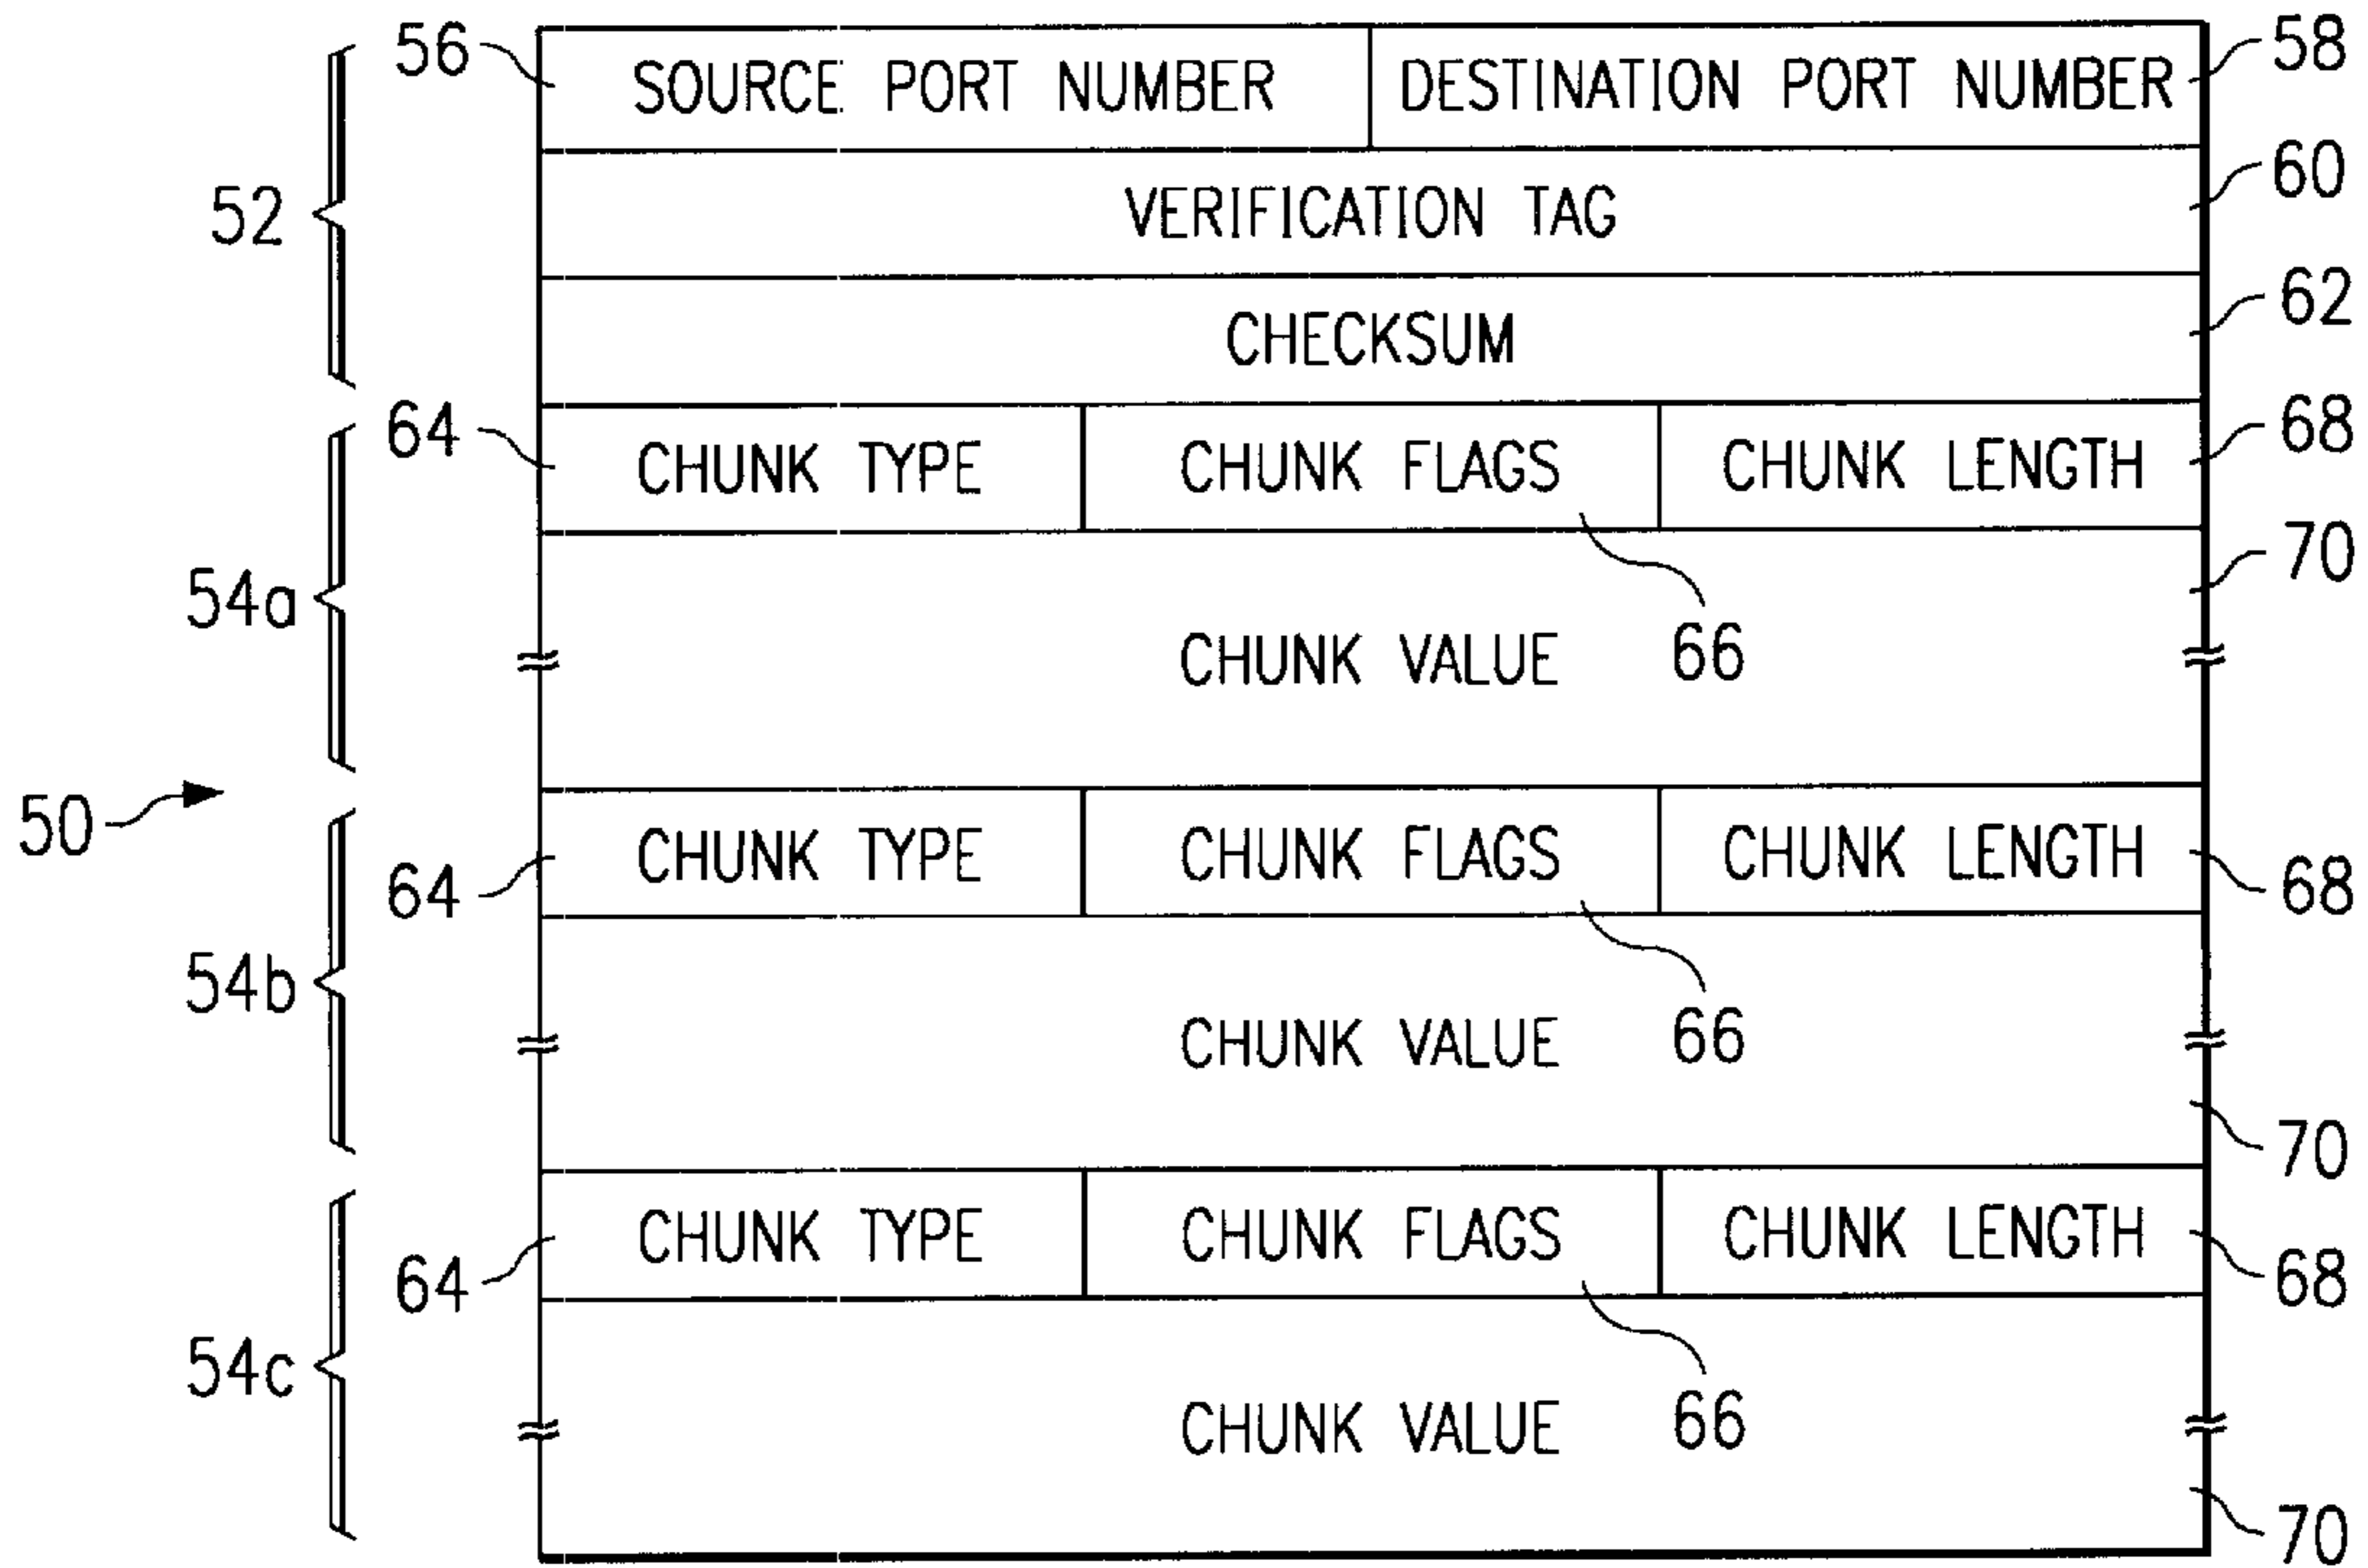 56 SOURCE PORT NUMBER DESTINATION PORT NUMBER 58
52 VERIFICATION TAG 60
CHECKSUM 62
64 CHUNK TYPE CHUNK FLAGS CHUNK LENGTH 68
54a CHUNK VALUE 66 70
50
64 CHUNK TYPE CHUNK FLAGS CHUNK LENGTH 68
54b CHUNK VALUE 66 70
64 CHUNK TYPE CHUNK FLAGS CHUNK LENGTH 68
54c CHUNK VALUE 66 70